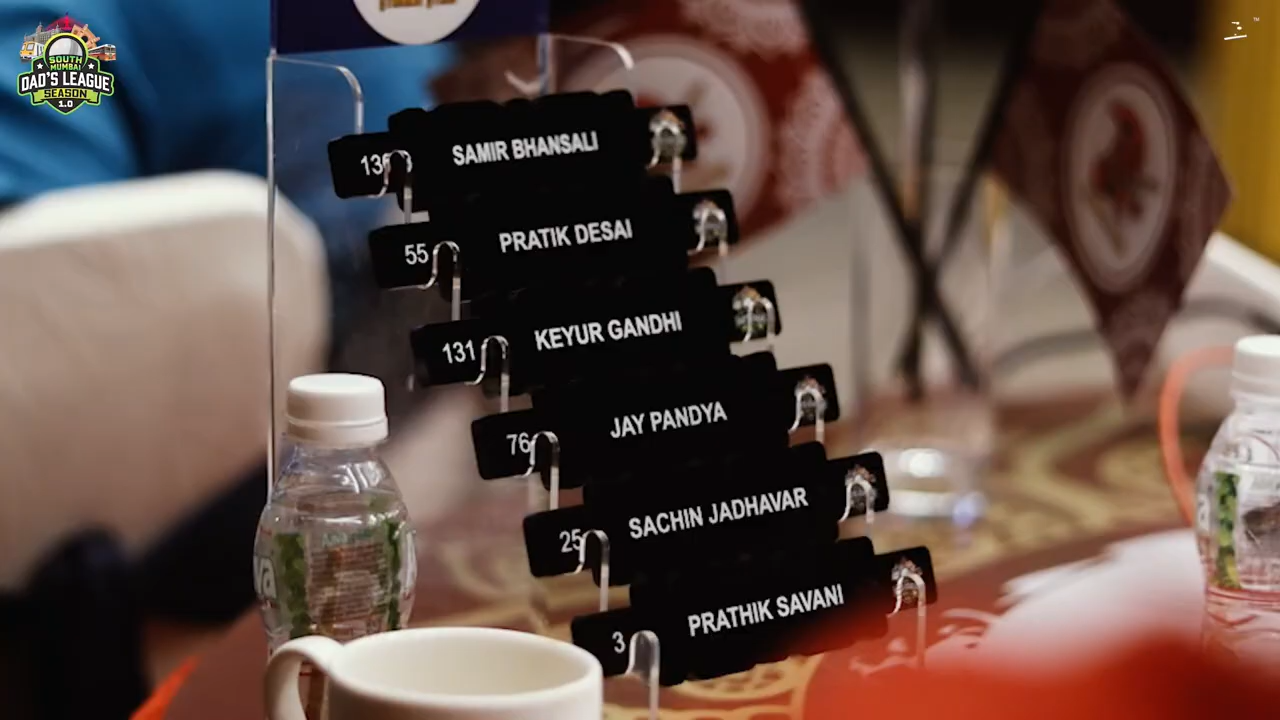 SOUTH
MUMBAI
DAD'S LEAGUE
SEASON
1.0
SAMIR BHANSALI
55 PRATIK DESAI
131 KEYUR GANDHI
76 JAY PANDYA
25 SACHIN JADHAVAR
3 PRATHIK SAVANI